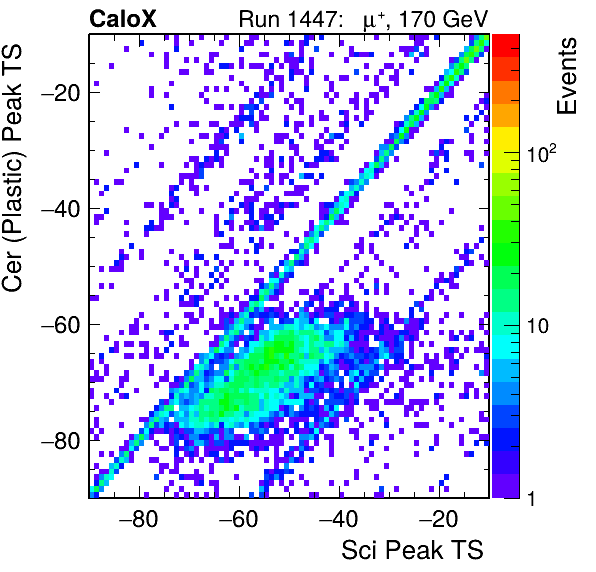 CaloX Run 1447: μ⁺, 170 GeV
Events
Cer (Plastic) Peak TS
−20
−40
−60
−80
10²
10
1
−80 −60 −40 −20
Sci Peak TS